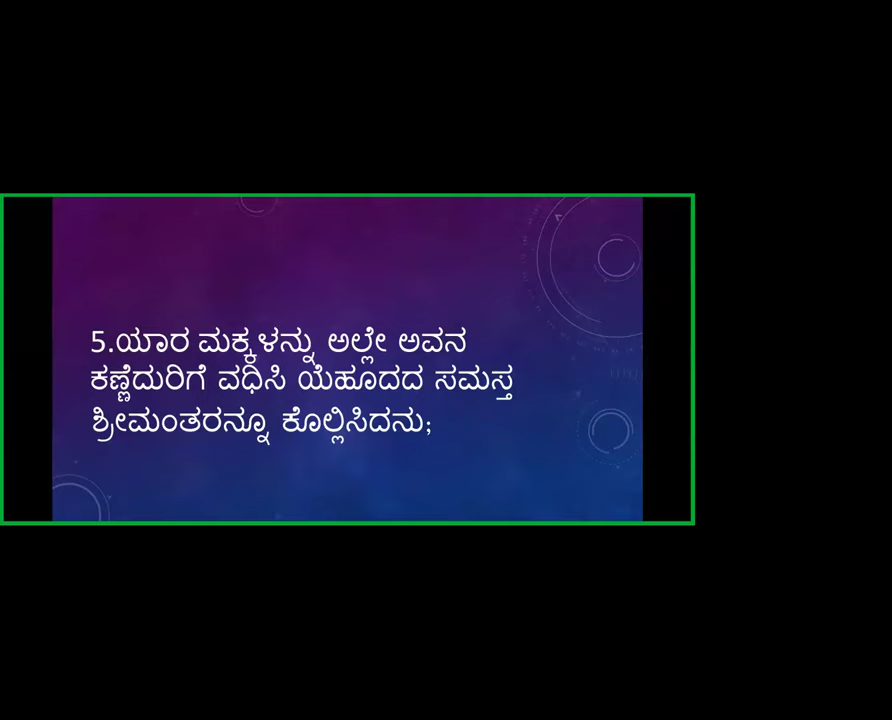 5.ಯಾರ ಮಕ್ಕಳನ್ನು ಅಲ್ಲೇ ಅವನ
ಕಣ್ಣೆದುರಿಗೆ ವಧಿಸಿ ಯೆಹೂದದ ಸಮಸ್ತ
ಶ್ರೀಮಂತರನ್ನೂ ಕೊಲ್ಲಿಸಿದನು;